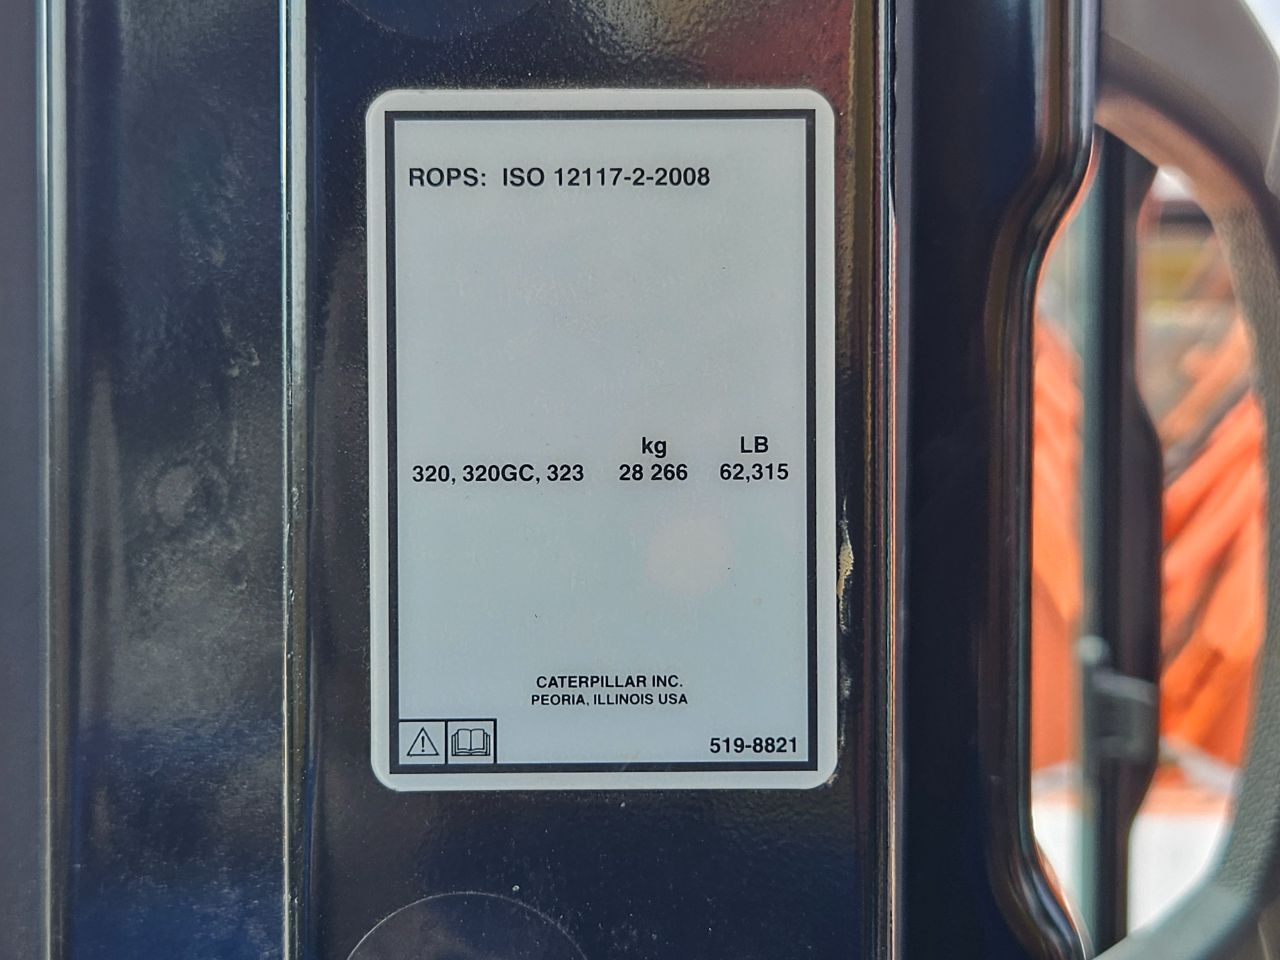 ROPS: ISO 12117-2-2008
kg LB
320, 320GC, 323 28 266 62,315
CATERPILLAR INC.
PEORIA, ILLINOIS USA
519-8821